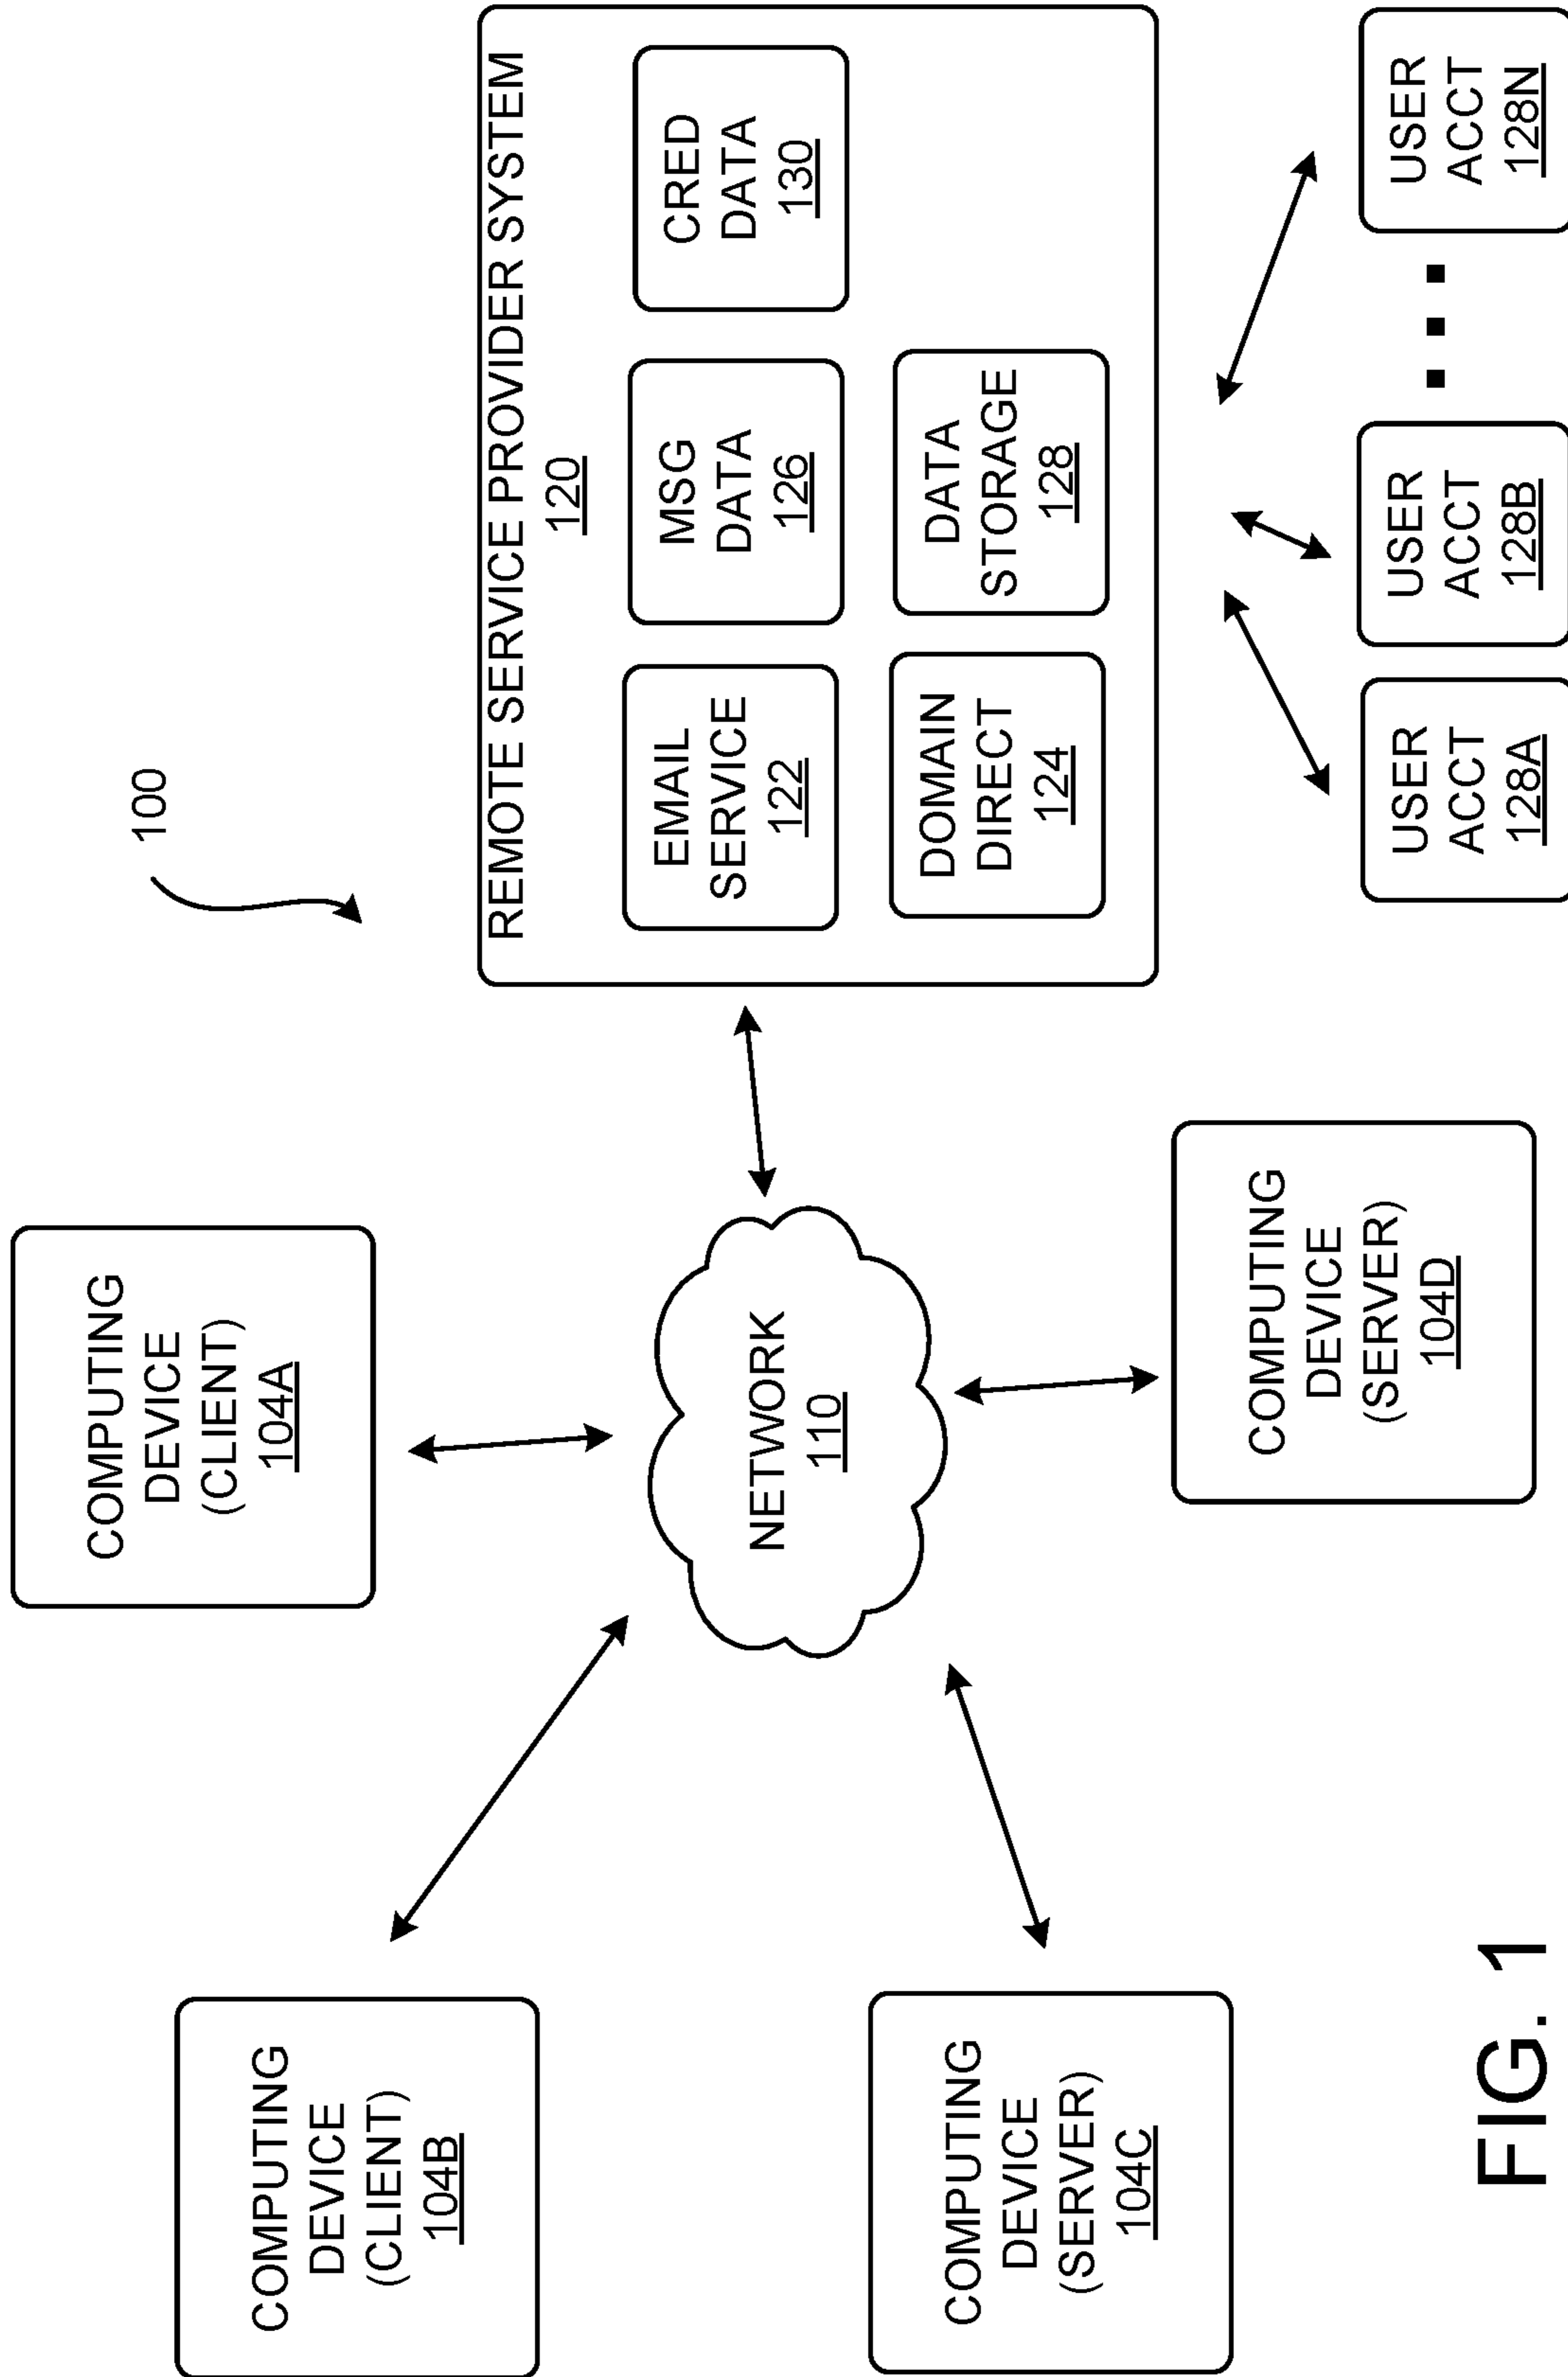 100
COMPUTING
DEVICE
(CLIENT)
104A
COMPUTING
DEVICE
(CLIENT)
104B
NETWORK
110
COMPUTING
DEVICE
(SERVER)
104C
COMPUTING
DEVICE
(SERVER)
104D
REMOTE SERVICE PROVIDER SYSTEM
120
EMAIL
SERVICE
122
MSG
DATA
126
CRED
DATA
130
DOMAIN
DIRECT
124
DATA
STORAGE
128
USER
ACCT
128A
USER
ACCT
128B
USER
ACCT
128N
FIG. 1